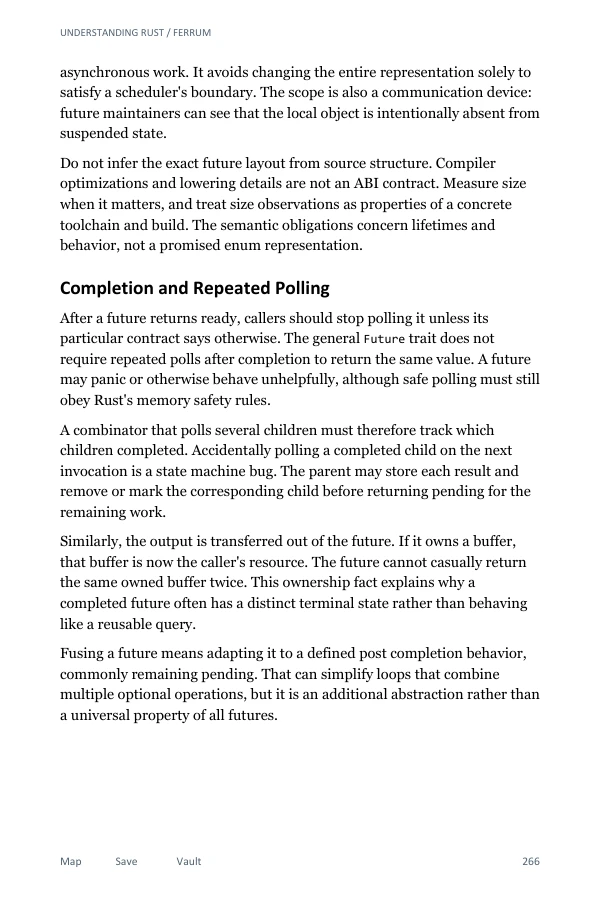 UNDERSTANDING RUST / FERRUM
asynchronous work. It avoids changing the entire representation solely to
satisfy a scheduler's boundary. The scope is also a communication device:
future maintainers can see that the local object is intentionally absent from
suspended state.
Do not infer the exact future layout from source structure. Compiler
optimizations and lowering details are not an ABI contract. Measure size
when it matters, and treat size observations as properties of a concrete
toolchain and build. The semantic obligations concern lifetimes and
behavior, not a promised enum representation.
Completion and Repeated Polling
After a future returns ready, callers should stop polling it unless its
particular contract says otherwise. The general Future trait does not
require repeated polls after completion to return the same value. A future
may panic or otherwise behave unhelpfully, although safe polling must still
obey Rust's memory safety rules.
A combinator that polls several children must therefore track which
children completed. Accidentally polling a completed child on the next
invocation is a state machine bug. The parent may store each result and
remove or mark the corresponding child before returning pending for the
remaining work.
Similarly, the output is transferred out of the future. If it owns a buffer,
that buffer is now the caller's resource. The future cannot casually return
the same owned buffer twice. This ownership fact explains why a
completed future often has a distinct terminal state rather than behaving
like a reusable query.
Fusing a future means adapting it to a defined post completion behavior,
commonly remaining pending. That can simplify loops that combine
multiple optional operations, but it is an additional abstraction rather than
a universal property of all futures.
Map Save Vault 266